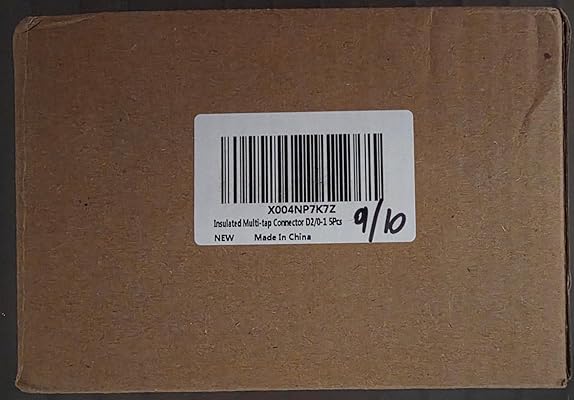 X004NP7K7Z
Insulated Multi-tap Connector D2/0-1 5Pcs
9/10
NEW Made In China